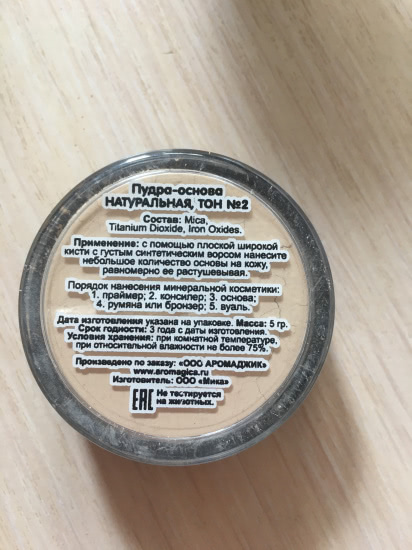 Пудра-основа
НАТУРАЛЬНАЯ, ТОН №2
Состав: Mica,
Titanium Dioxide, Iron Oxides.
Применение: с помощью плоской широкой
кисти с густым синтетическим ворсом нанесите
небольшое количество основы на кожу,
равномерно ее растушевывая.
Порядок нанесения минеральной косметики:
1. праймер; 2. консилер; 3. основа;
4. румяна или бронзер; 5. вуаль.
Дата изготовления указана на упаковке. Масса: 5 гр.
Срок годности: 3 года с даты изготовления.
Условия хранения: при комнатной температуре,
при относительной влажности не более 75%.
Произведено по заказу: «ООО АРОМАДЖИК»
www.aromagica.ru
Изготовитель: ООО «Мика»
EAC Не тестируется
на животных.